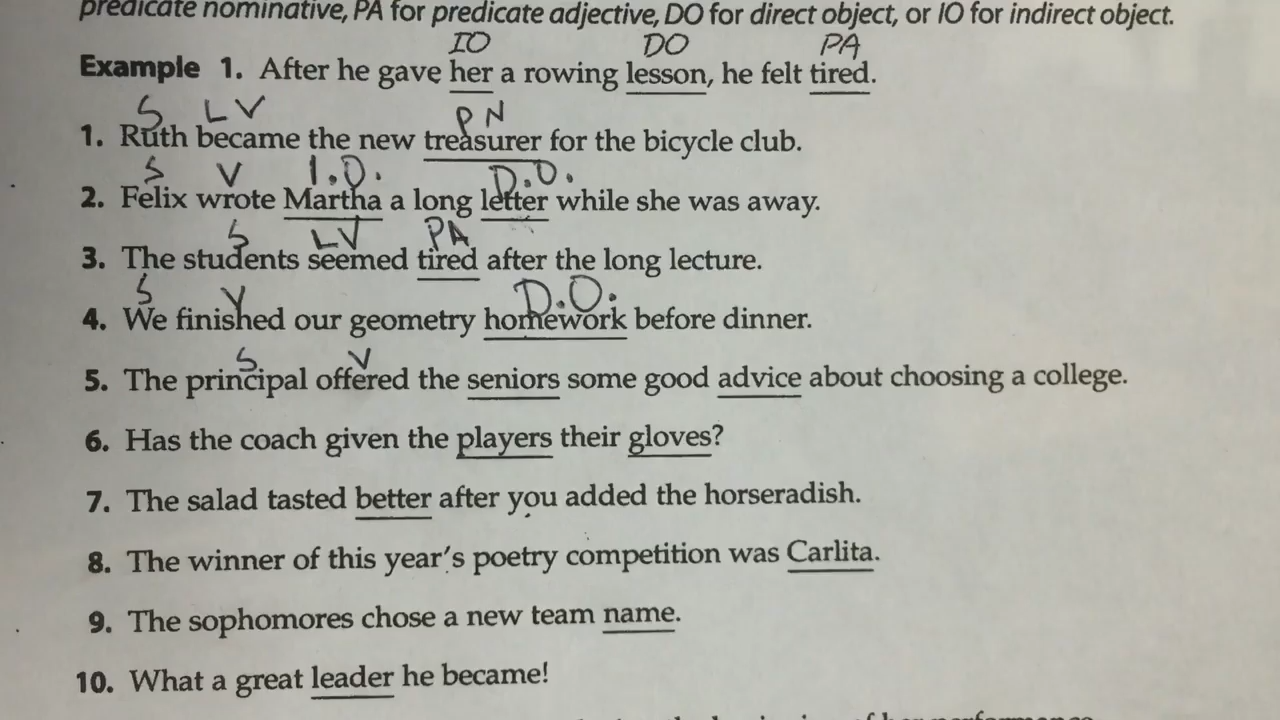 predicate nominative, PA for predicate adjective, DO for direct object, or IO for indirect object.
IO DO PA
Example 1. After he gave her a rowing lesson, he felt tired.
S LV PN
1. Ruth became the new treasurer for the bicycle club.
S V I.O. D.O.
2. Felix wrote Martha a long letter while she was away.
S LV PA
3. The students seemed tired after the long lecture.
S V D.O.
4. We finished our geometry homework before dinner.
S V
5. The principal offered the seniors some good advice about choosing a college.
6. Has the coach given the players their gloves?
7. The salad tasted better after you added the horseradish.
8. The winner of this year's poetry competition was Carlita.
9. The sophomores chose a new team name.
10. What a great leader he became!